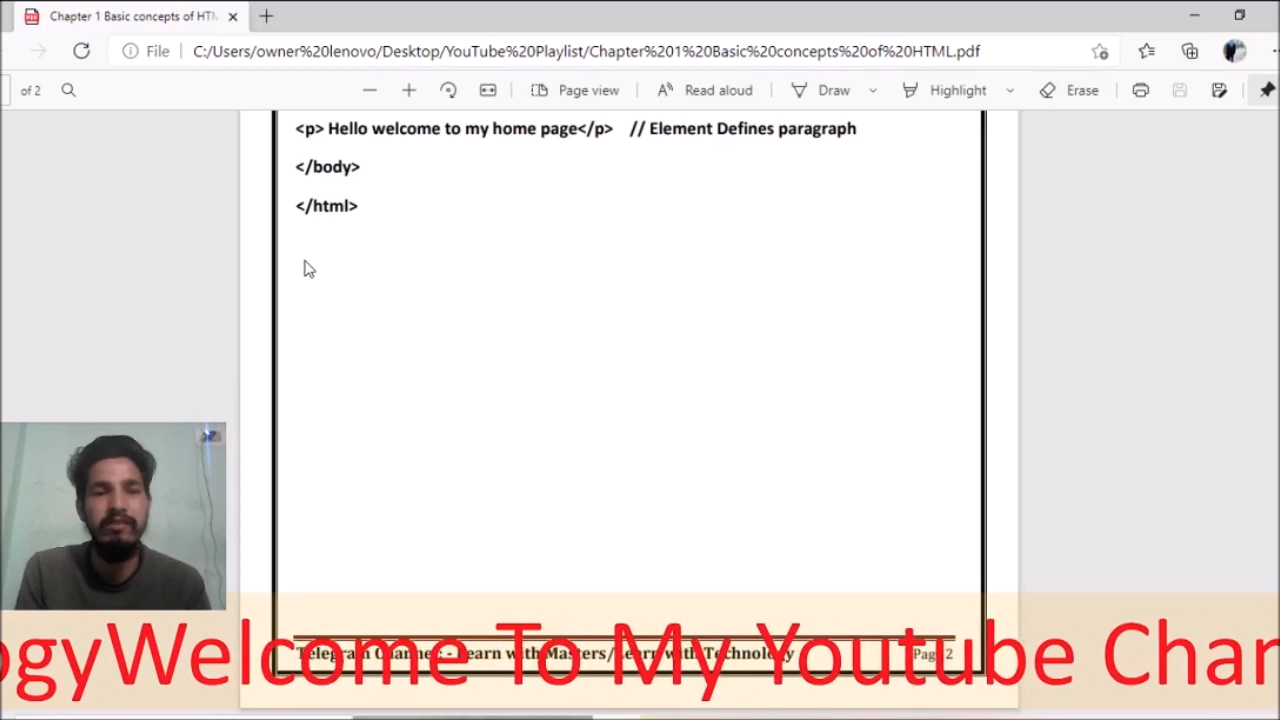 Chapter 1 Basic concepts of HTM
File
C:/Users/owner%20lenovo/Desktop/YouTube%20Playlist/Chapter%201%20Basic%20concepts%20of%20HTML.pdf
of 2
Page view
Read aloud
Draw
Highlight
Erase
<p> Hello welcome to my home page</p> // Element Defines paragraph
</body>
</html>
Telegram Channel: - Learn with Masters/Learn with Technology
Page 2
ogyWelcome To My Youtube Chan